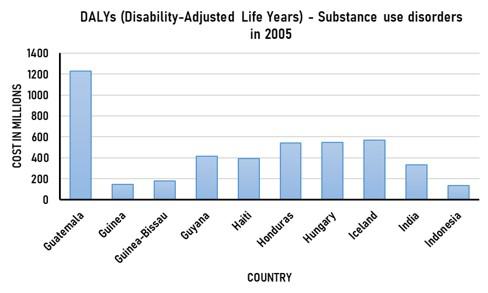 DALYs (Disability-Adjusted Life Years) - Substance use disorders
in 2005
COST IN MILLIONS
1400
1200
1000
800
600
400
200
0
Guatemala
Guinea
Guinea-Bissau
Guyana
Haiti
Honduras
Hungary
Iceland
India
Indonesia
COUNTRY